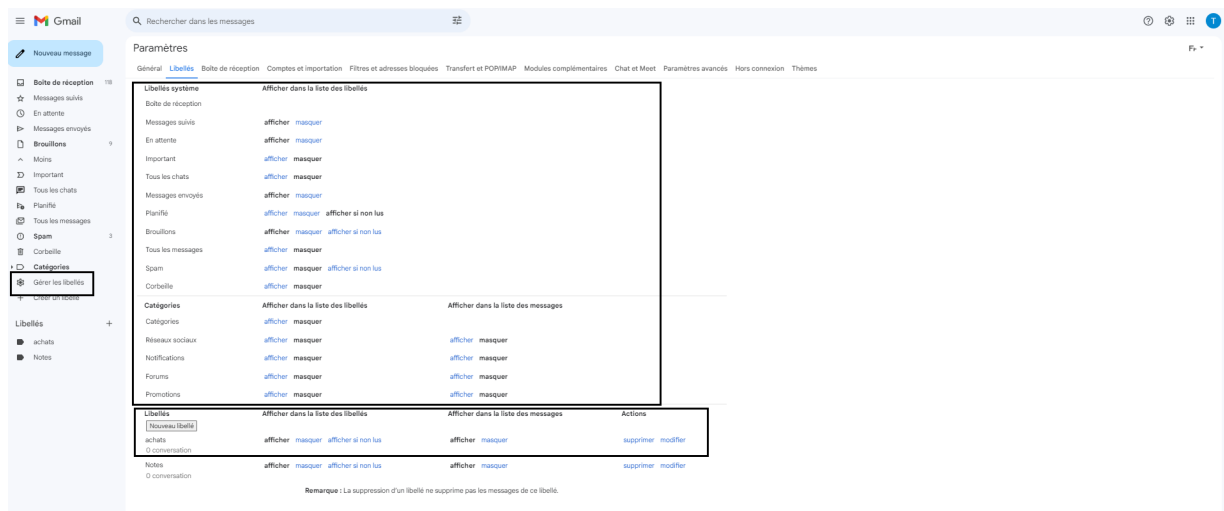 Gmail
Rechercher dans les messages
T
Nouveau message
Boîte de réception 118
Messages suivis
En attente
Messages envoyés
Brouillons 9
Moins
Important
Tous les chats
Planifié
Tous les messages
Spam 3
Corbeille
Catégories
Gérer les libellés
Créer un libellé
Libellés
achats
Notes
Paramètres
Fr
Général Libellés Boîte de réception Comptes et importation Filtres et adresses bloquées Transfert et POP/IMAP Modules complémentaires Chat et Meet Paramètres avancés Hors connexion Thèmes
Libellés système Afficher dans la liste des libellés
Boîte de réception
Messages suivis afficher masquer
En attente afficher masquer
Important afficher masquer
Tous les chats afficher masquer
Messages envoyés afficher masquer
Planifié afficher masquer afficher si non lus
Brouillons afficher masquer afficher si non lus
Tous les messages afficher masquer
Spam afficher masquer afficher si non lus
Corbeille afficher masquer
Catégories Afficher dans la liste des libellés Afficher dans la liste des messages
Catégories afficher masquer
Réseaux sociaux afficher masquer afficher masquer
Notifications afficher masquer afficher masquer
Forums afficher masquer afficher masquer
Promotions afficher masquer afficher masquer
Libellés Afficher dans la liste des libellés Afficher dans la liste des messages Actions
Nouveau libellé
achats afficher masquer afficher si non lus afficher masquer supprimer modifier
0 conversation
Notes afficher masquer afficher si non lus afficher masquer supprimer modifier
0 conversation
Remarque : La suppression d'un libellé ne supprime pas les messages de ce libellé.